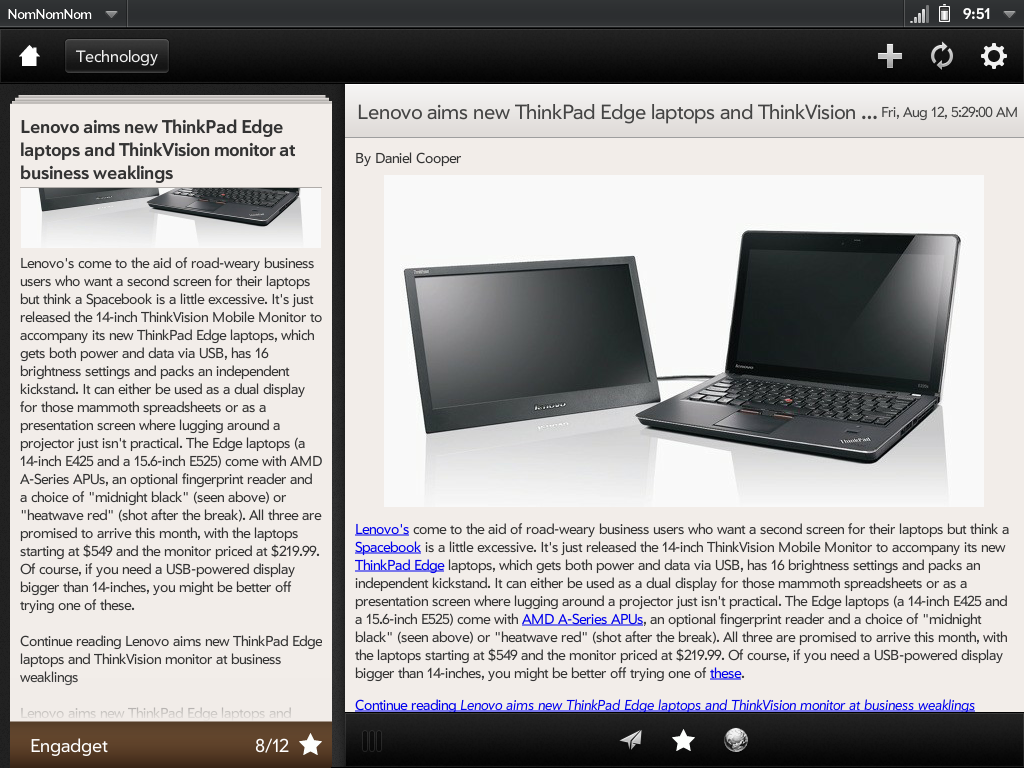 NomNomNom
9:51
Technology
Lenovo aims new ThinkPad Edge
laptops and ThinkVision monitor at
business weaklings
Lenovo's come to the aid of road-weary business
users who want a second screen for their laptops
but think a Spacebook is a little excessive. It's just
released the 14-inch ThinkVision Mobile Monitor to
accompany its new ThinkPad Edge laptops, which
gets both power and data via USB, has 16
brightness settings and packs an independent
kickstand. It can either be used as a dual display
for those mammoth spreadsheets or as a
presentation screen where lugging around a
projector just isn't practical. The Edge laptops (a
14-inch E425 and a 15.6-inch E525) come with AMD
A-Series APUs, an optional fingerprint reader and
a choice of "midnight black" (seen above) or
"heatwave red" (shot after the break). All three are
promised to arrive this month, with the laptops
starting at $549 and the monitor priced at $219.99.
Of course, if you need a USB-powered display
bigger than 14-inches, you might be better off
trying one of these.
Continue reading Lenovo aims new ThinkPad Edge
laptops and ThinkVision monitor at business
weaklings
Lenovo aims new ThinkPad Edge laptops and
Engadget
8/12
Lenovo aims new ThinkPad Edge laptops and ThinkVision ...
Fri, Aug 12, 5:29:00 AM
By Daniel Cooper
lenovo
ThinkPad
Lenovo's come to the aid of road-weary business users who want a second screen for their laptops but think a
Spacebook is a little excessive. It's just released the 14-inch ThinkVision Mobile Monitor to accompany its new
ThinkPad Edge laptops, which gets both power and data via USB, has 16 brightness settings and packs an
independent kickstand. It can either be used as a dual display for those mammoth spreadsheets or as a
presentation screen where lugging around a projector just isn't practical. The Edge laptops (a 14-inch E425 and
a 15.6-inch E525) come with AMD A-Series APUs, an optional fingerprint reader and a choice of "midnight
black" (seen above) or "heatwave red" (shot after the break). All three are promised to arrive this month, with
the laptops starting at $549 and the monitor priced at $219.99. Of course, if you need a USB-powered display
bigger than 14-inches, you might be better off trying one of these.
Continue reading Lenovo aims new ThinkPad Edge laptops and ThinkVision monitor at business weaklings